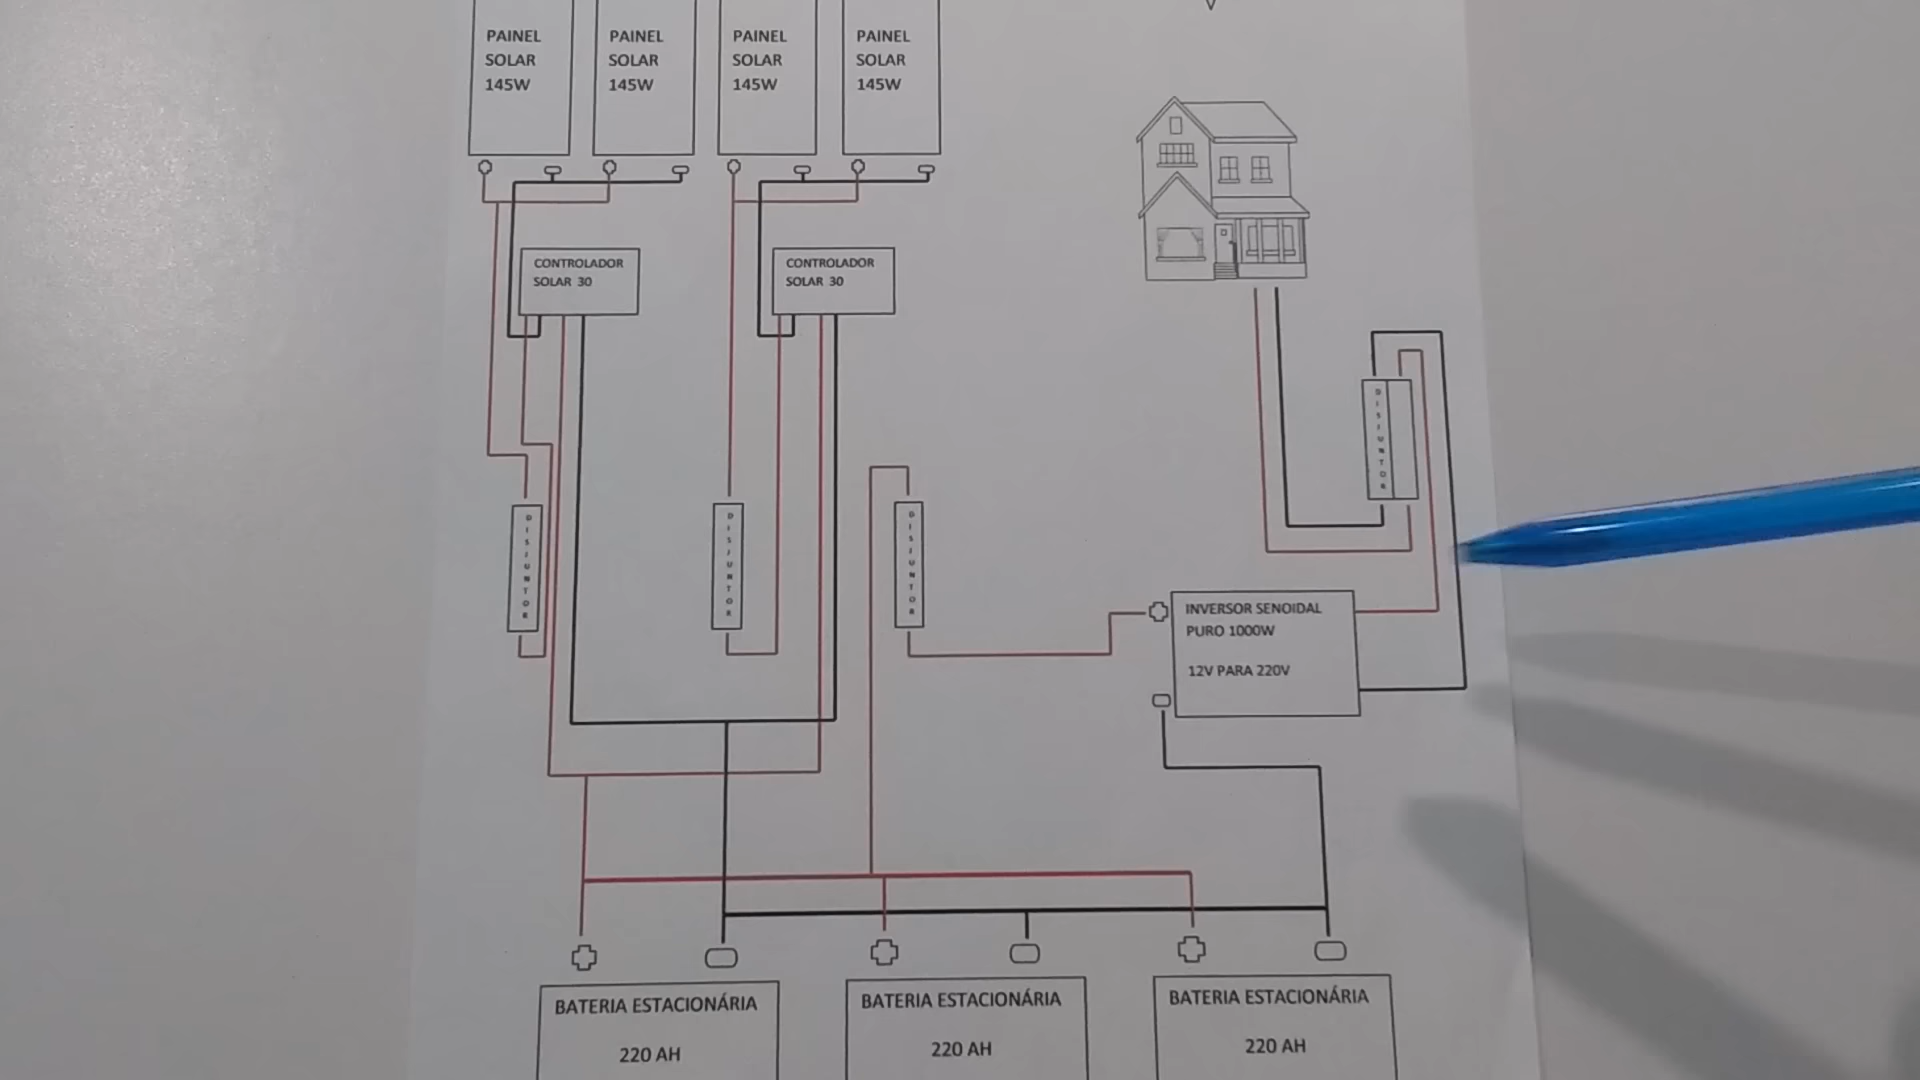 PAINEL
SOLAR
145W
PAINEL
SOLAR
145W
PAINEL
SOLAR
145W
PAINEL
SOLAR
145W
CONTROLADOR
SOLAR 30
CONTROLADOR
SOLAR 30
DISJUNTOR
DISJUNTOR
DISJUNTOR
DISJUNTOR
INVERSOR SENOIDAL
PURO 1000W
12V PARA 220V
BATERIA ESTACIONÁRIA
220 AH
BATERIA ESTACIONÁRIA
220 AH
BATERIA ESTACIONÁRIA
220 AH